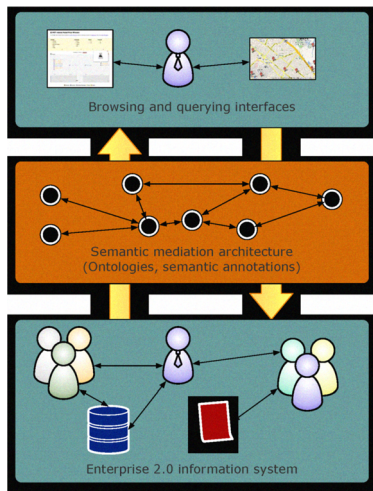 Browsing and querying interfaces
Semantic mediation architecture
(Ontologies, semantic annotations)
Enterprise 2.0 information system